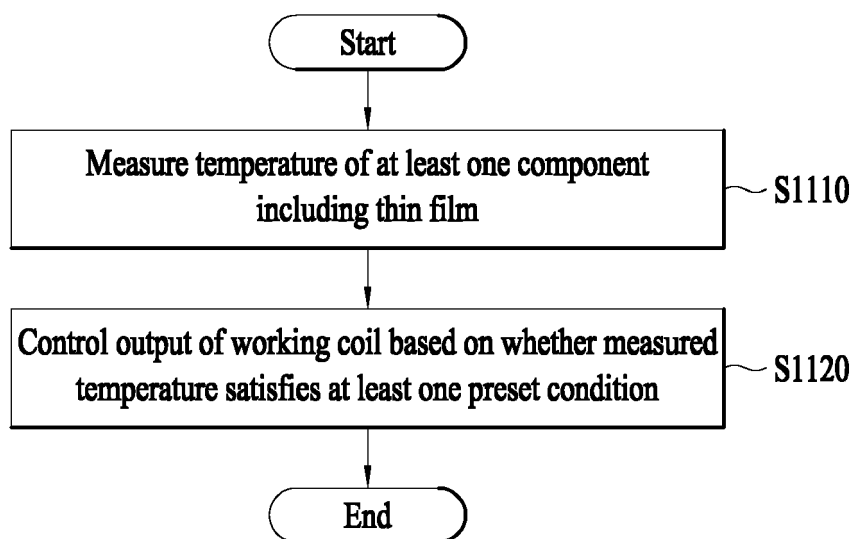 Start
Measure temperature of at least one component
including thin film
S1110
Control output of working coil based on whether measured
temperature satisfies at least one preset condition
S1120
End